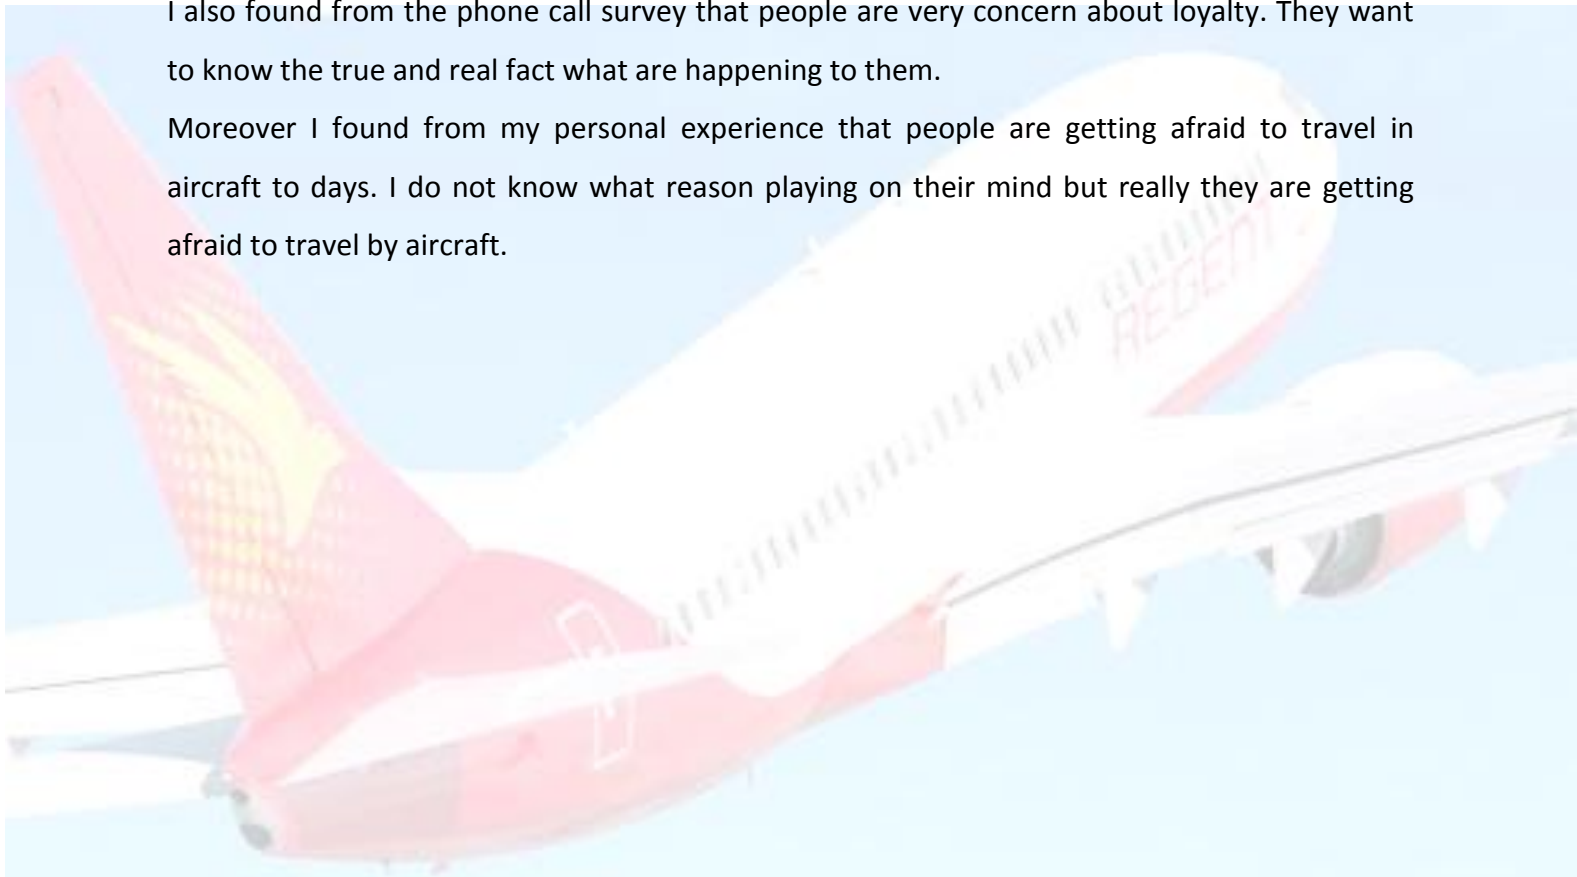 I also found from the phone call survey that people are very concern about loyalty. They want
to know the true and real fact what are happening to them.
Moreover I found from my personal experience that people are getting afraid to travel in
aircraft to days. I do not know what reason playing on their mind but really they are getting
afraid to travel by aircraft.
REGENT